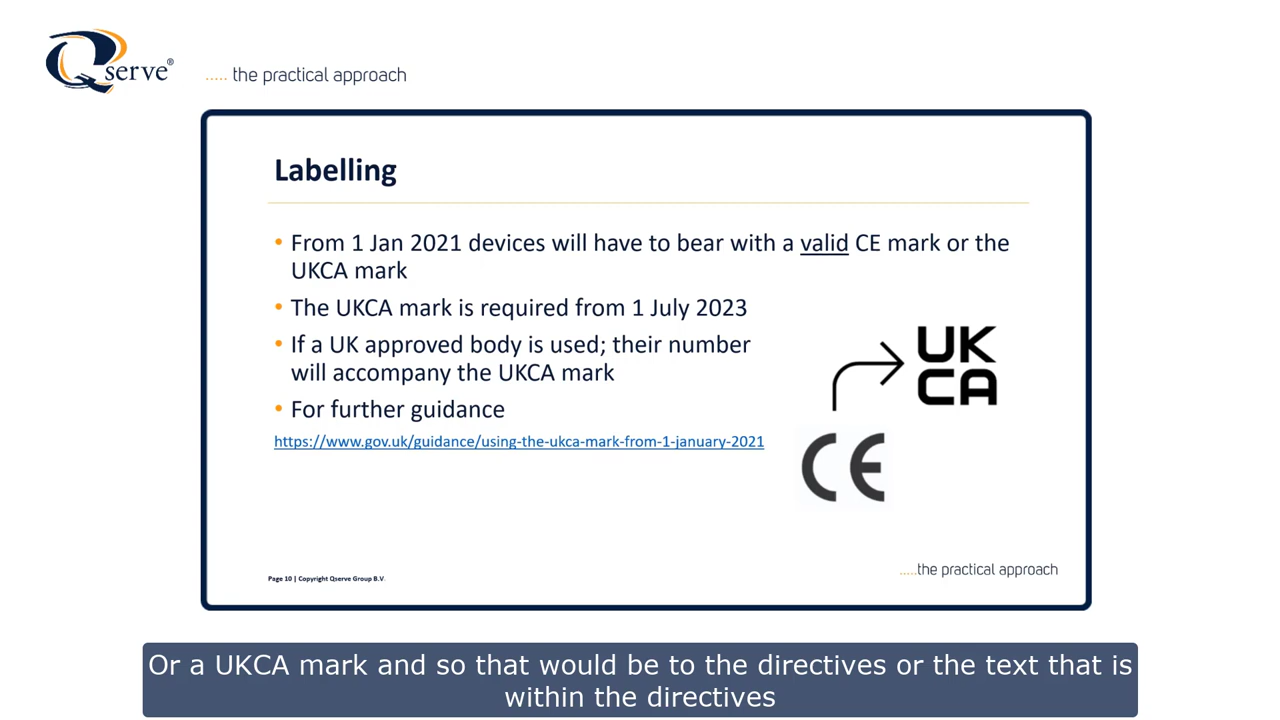 Qserve®
..... the practical approach
Labelling
• From 1 Jan 2021 devices will have to bear with a valid CE mark or the
UKCA mark
• The UKCA mark is required from 1 July 2023
• If a UK approved body is used; their number
will accompany the UKCA mark
• For further guidance
https://www.gov.uk/guidance/using-the-ukca-mark-from-1-january-2021
UK
CA
CE
Page 10 | Copyright Qserve Group B.V.
.....the practical approach
Or a UKCA mark and so that would be to the directives or the text that is
within the directives